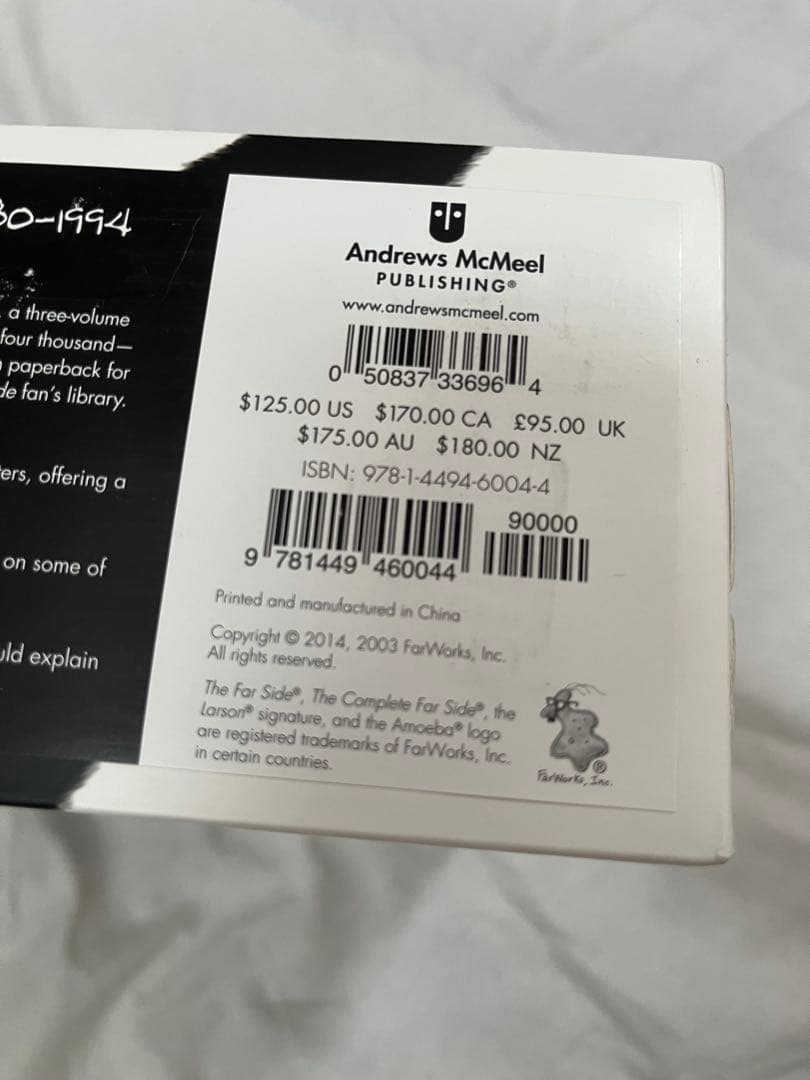 80-1994
a three-volume
four thousand—
paperback for
fan's library.
offering a
on some of
explain
Andrews McMeel
PUBLISHING®
www.andrewsmcmeel.com
0 50837 33696 4
$125.00 US $170.00 CA £95.00 UK
$175.00 AU $180.00 NZ
ISBN: 978-1-4494-6004-4
90000
9 781449 460044
Printed and manufactured in China
Copyright © 2014, 2003 FarWorks, Inc.
All rights reserved.
The Far Side®, The Complete Far Side®, the
Larson® signature, and the Amoeba® logo
are registered trademarks of FarWorks, Inc.
in certain countries.
®
FarWorks, Inc.